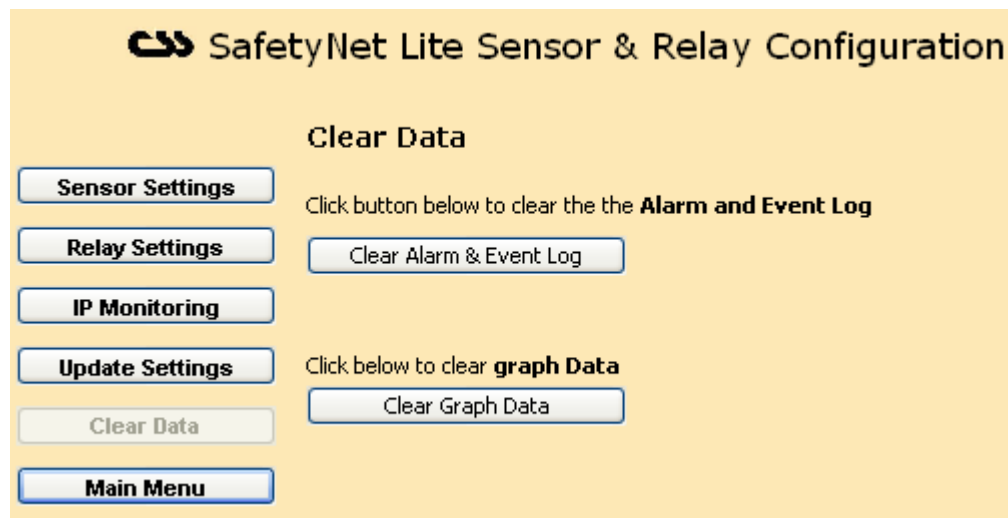 CSS SafetyNet Lite Sensor & Relay Configuration
Clear Data
Sensor Settings
Click button below to clear the the Alarm and Event Log
Relay Settings
Clear Alarm & Event Log
IP Monitoring
Update Settings
Click below to clear graph Data
Clear Graph Data
Clear Data
Main Menu